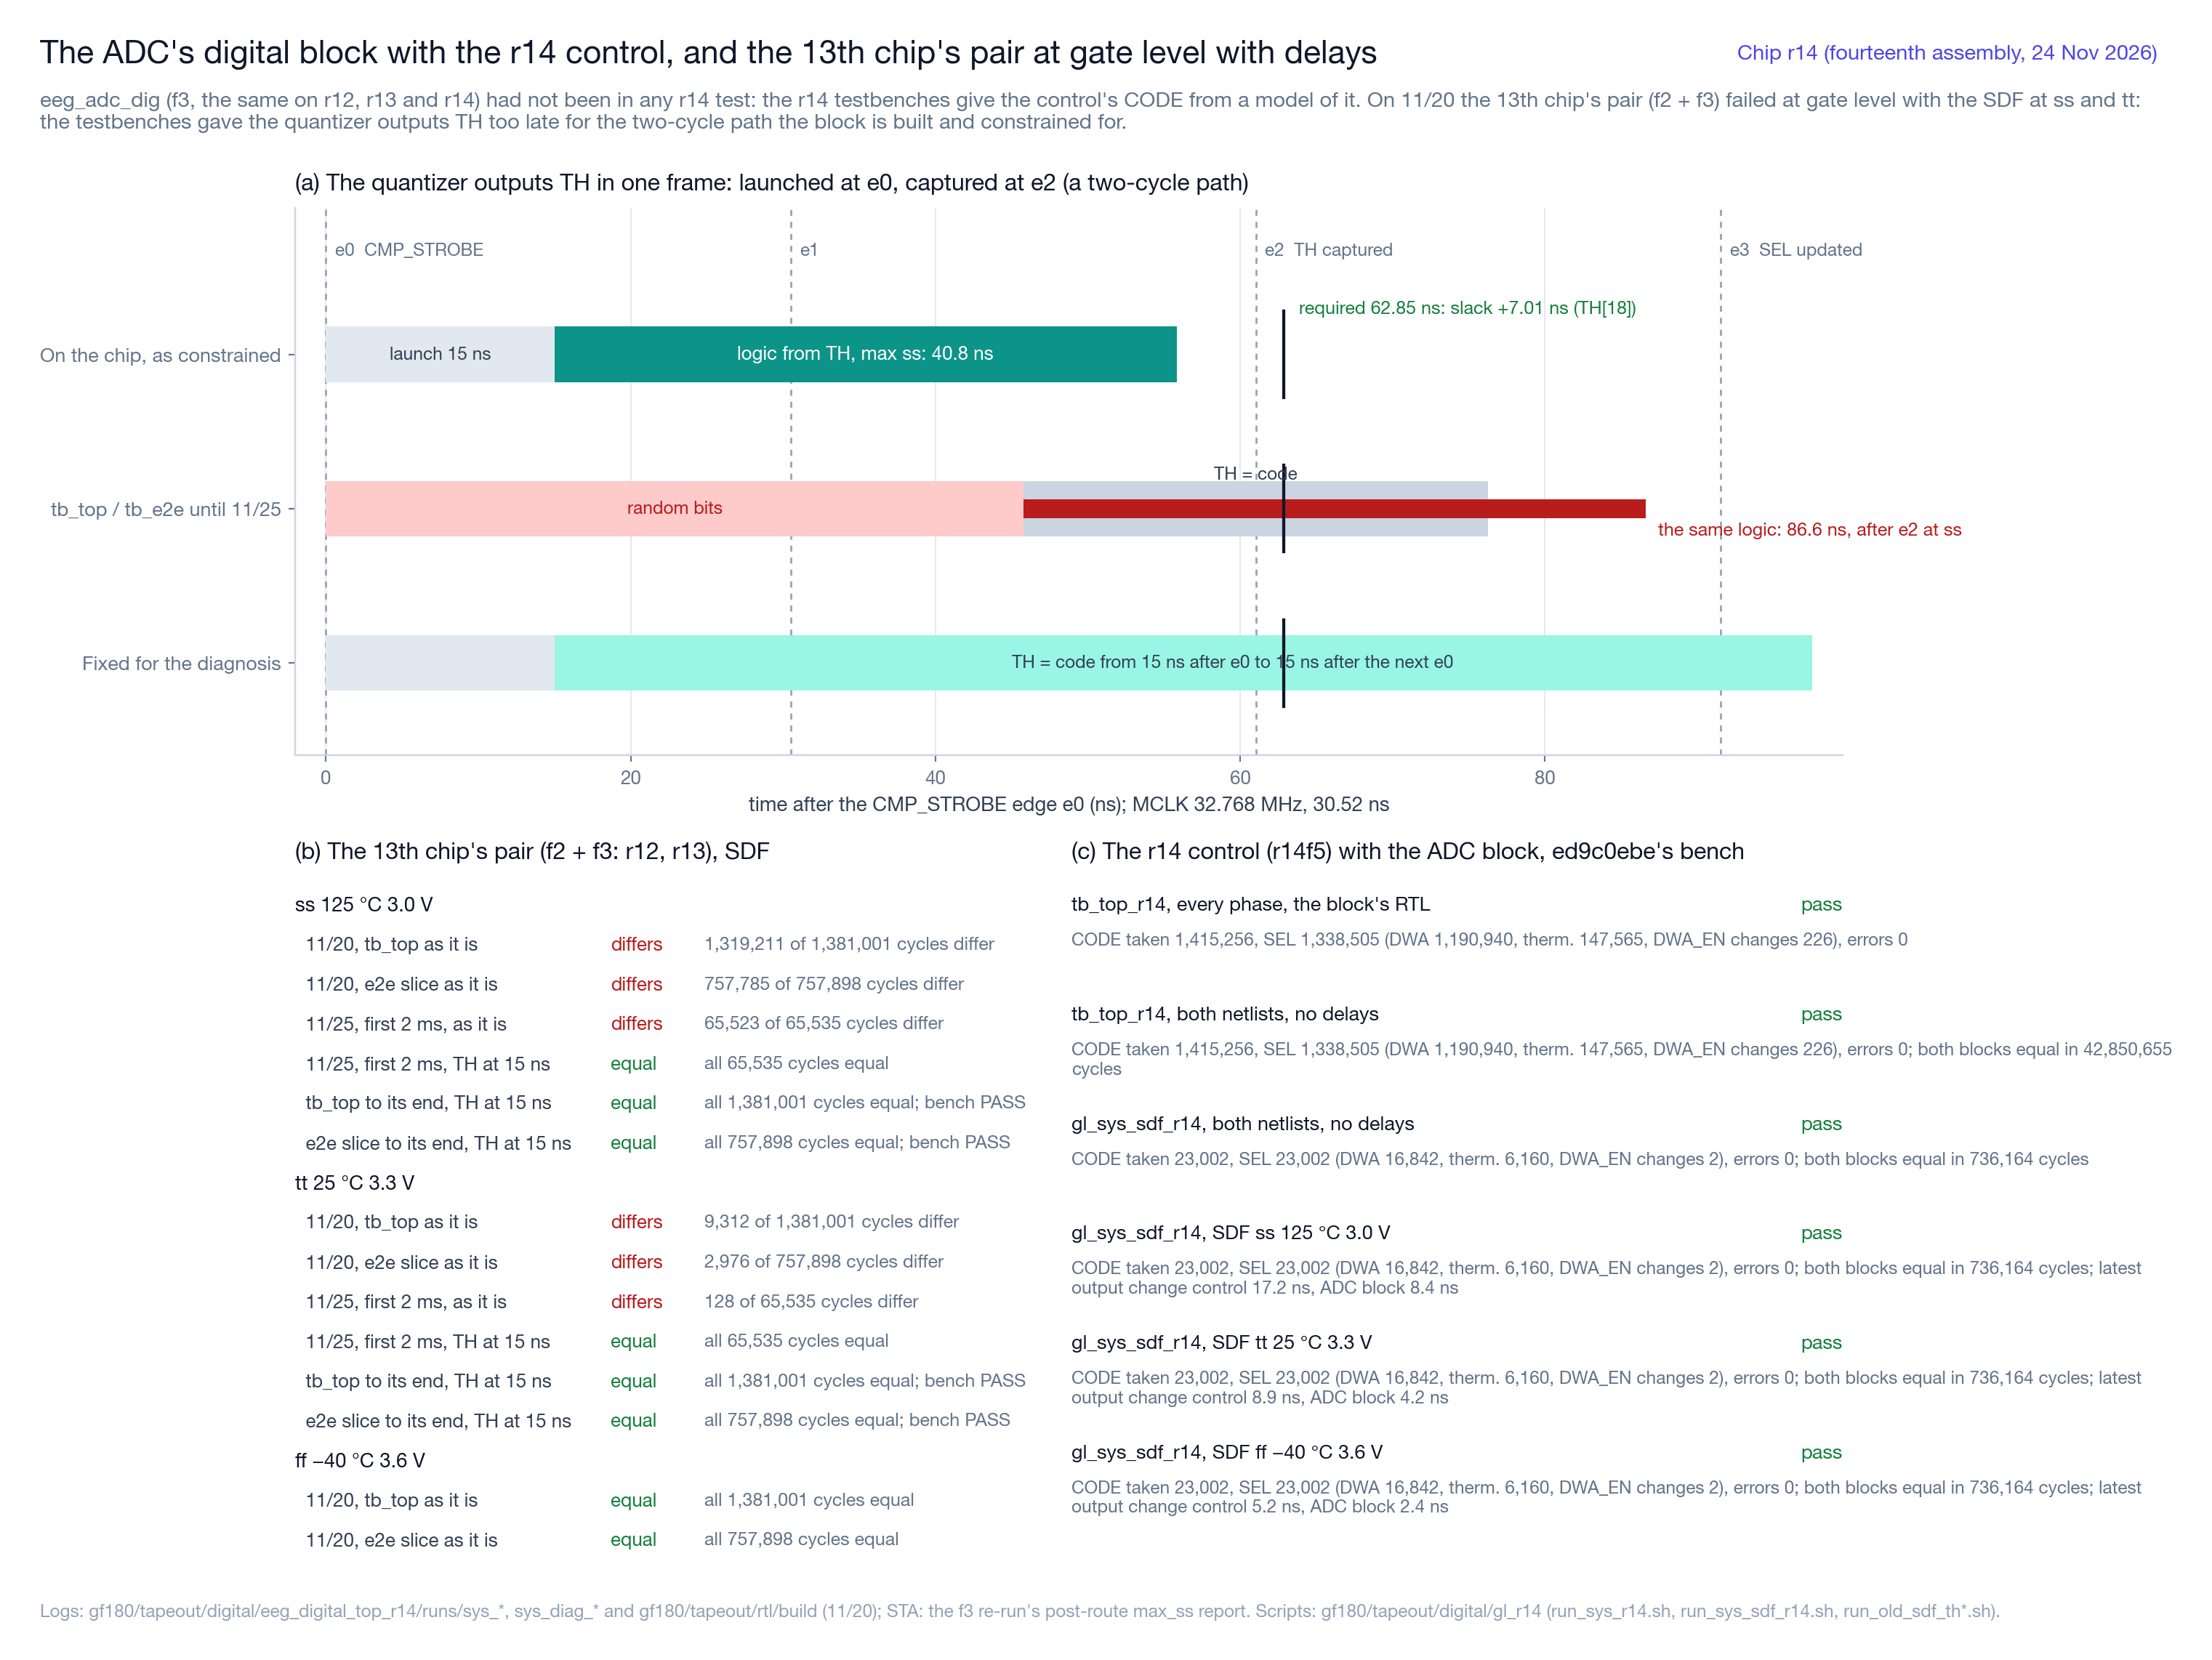 The ADC's digital block with the r14 control, and the 13th chip's pair at gate level with delays
Chip r14 (fourteenth assembly, 24 Nov 2026)
eeg_adc_dig (f3, the same on r12, r13 and r14) had not been in any r14 test: the r14 testbenches give the control's CODE from a model of it. On 11/20 the 13th chip's pair (f2 + f3) failed at gate level with the SDF at ss and tt:
the testbenches gave the quantizer outputs TH too late for the two-cycle path the block is built and constrained for.
(a) The quantizer outputs TH in one frame: launched at e0, captured at e2 (a two-cycle path)
e0 CMP_STROBE
e1
e2 TH captured
e3 SEL updated
required 62.85 ns: slack +7.01 ns (TH[18])
On the chip, as constrained
launch 15 ns
logic from TH, max ss: 40.8 ns
TH = code
tb_top / tb_e2e until 11/25
random bits
the same logic: 86.6 ns, after e2 at ss
Fixed for the diagnosis
TH = code from 15 ns after e0 to 15 ns after the next e0
0
20
40
60
80
time after the CMP_STROBE edge e0 (ns); MCLK 32.768 MHz, 30.52 ns
(b) The 13th chip's pair (f2 + f3: r12, r13), SDF
ss 125 °C 3.0 V
11/20, tb_top as it is differs 1,319,211 of 1,381,001 cycles differ
11/20, e2e slice as it is differs 757,785 of 757,898 cycles differ
11/25, first 2 ms, as it is differs 65,523 of 65,535 cycles differ
11/25, first 2 ms, TH at 15 ns equal all 65,535 cycles equal
tb_top to its end, TH at 15 ns equal all 1,381,001 cycles equal; bench PASS
e2e slice to its end, TH at 15 ns equal all 757,898 cycles equal; bench PASS
tt 25 °C 3.3 V
11/20, tb_top as it is differs 9,312 of 1,381,001 cycles differ
11/20, e2e slice as it is differs 2,976 of 757,898 cycles differ
11/25, first 2 ms, as it is differs 128 of 65,535 cycles differ
11/25, first 2 ms, TH at 15 ns equal all 65,535 cycles equal
tb_top to its end, TH at 15 ns equal all 1,381,001 cycles equal; bench PASS
e2e slice to its end, TH at 15 ns equal all 757,898 cycles equal; bench PASS
ff −40 °C 3.6 V
11/20, tb_top as it is equal all 1,381,001 cycles equal
11/20, e2e slice as it is equal all 757,898 cycles equal
(c) The r14 control (r14f5) with the ADC block, ed9c0ebe's bench
tb_top_r14, every phase, the block's RTL pass
CODE taken 1,415,256, SEL 1,338,505 (DWA 1,190,940, therm. 147,565, DWA_EN changes 226), errors 0
tb_top_r14, both netlists, no delays pass
CODE taken 1,415,256, SEL 1,338,505 (DWA 1,190,940, therm. 147,565, DWA_EN changes 226), errors 0; both blocks equal in 42,850,655
cycles
gl_sys_sdf_r14, both netlists, no delays pass
CODE taken 23,002, SEL 23,002 (DWA 16,842, therm. 6,160, DWA_EN changes 2), errors 0; both blocks equal in 736,164 cycles
gl_sys_sdf_r14, SDF ss 125 °C 3.0 V pass
CODE taken 23,002, SEL 23,002 (DWA 16,842, therm. 6,160, DWA_EN changes 2), errors 0; both blocks equal in 736,164 cycles; latest
output change control 17.2 ns, ADC block 8.4 ns
gl_sys_sdf_r14, SDF tt 25 °C 3.3 V pass
CODE taken 23,002, SEL 23,002 (DWA 16,842, therm. 6,160, DWA_EN changes 2), errors 0; both blocks equal in 736,164 cycles; latest
output change control 8.9 ns, ADC block 4.2 ns
gl_sys_sdf_r14, SDF ff −40 °C 3.6 V pass
CODE taken 23,002, SEL 23,002 (DWA 16,842, therm. 6,160, DWA_EN changes 2), errors 0; both blocks equal in 736,164 cycles; latest
output change control 5.2 ns, ADC block 2.4 ns
Logs: gf180/tapeout/digital/eeg_digital_top_r14/runs/sys_*, sys_diag_* and gf180/tapeout/rtl/build (11/20); STA: the f3 re-run's post-route max_ss report. Scripts: gf180/tapeout/digital/gl_r14 (run_sys_r14.sh, run_sys_sdf_r14.sh, run_old_sdf_th*.sh).